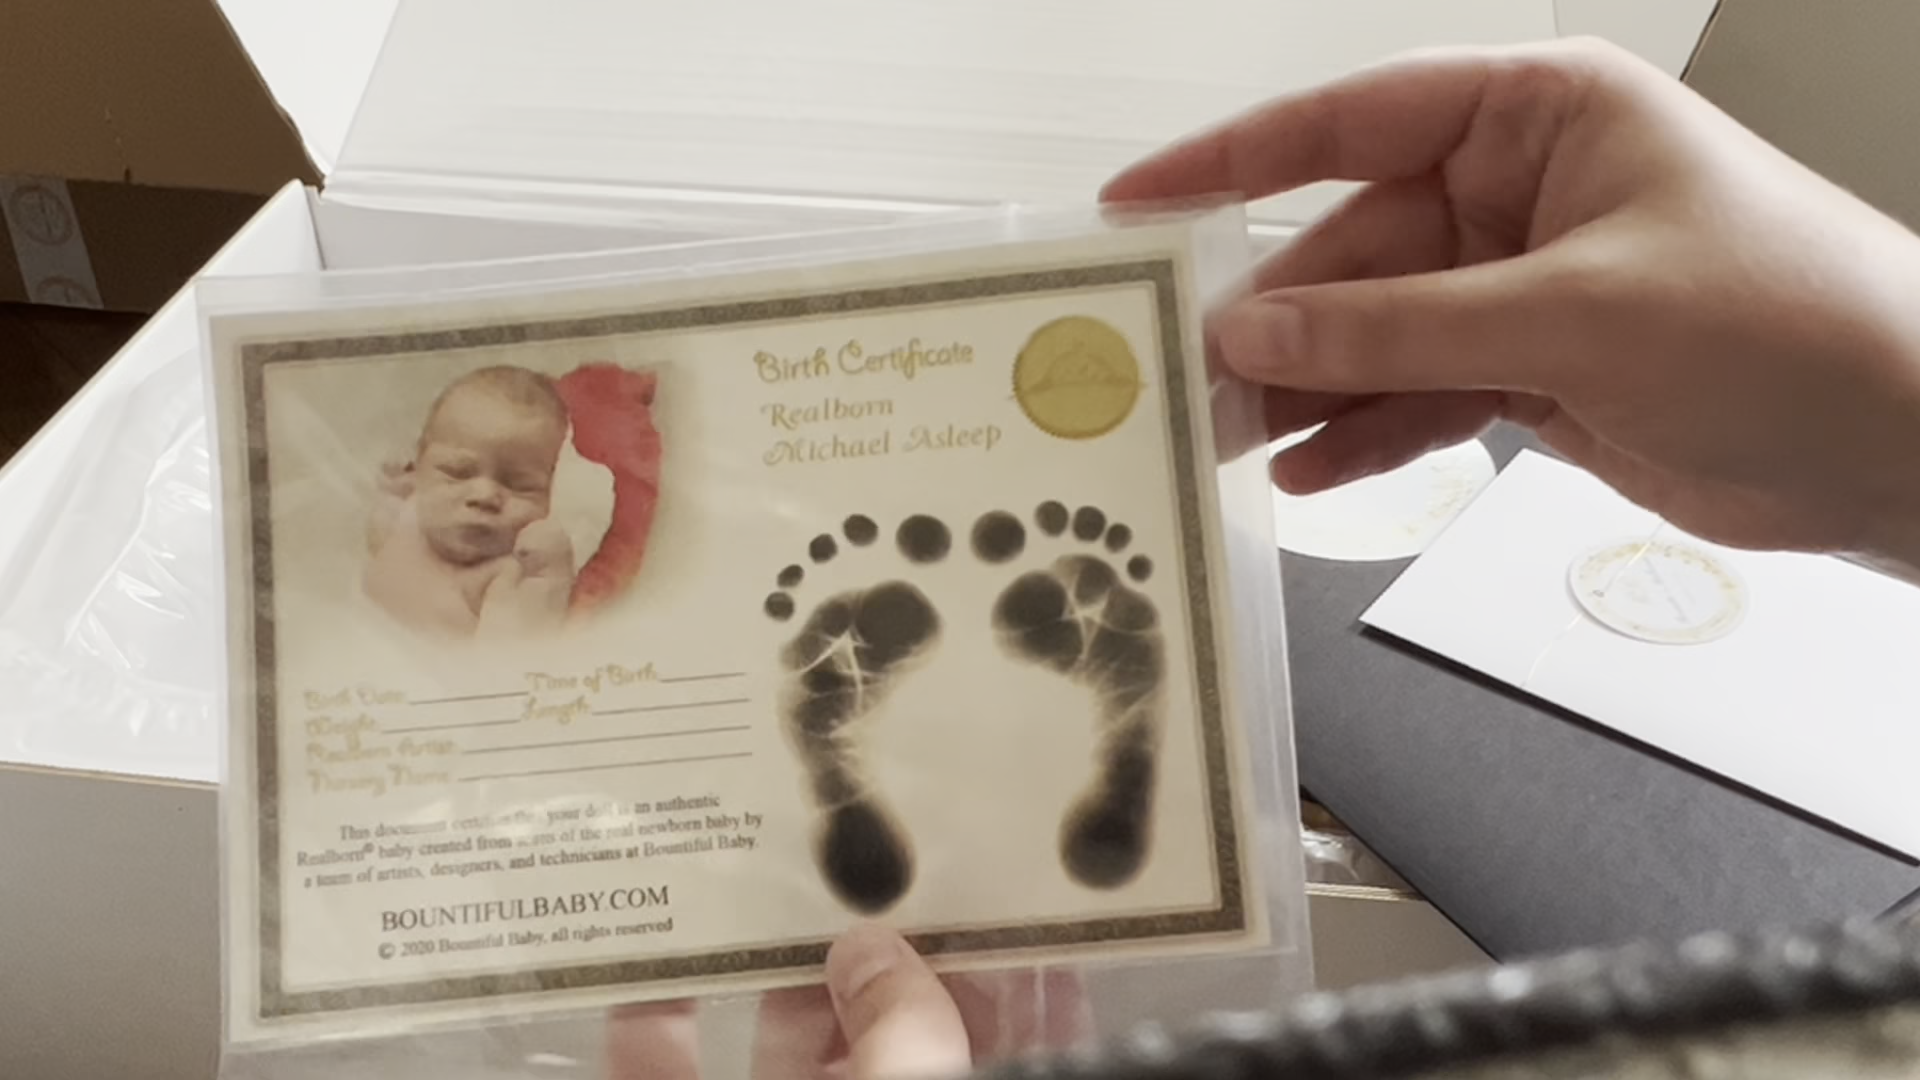 Birth Certificate
Realborn
Michael Asleep
Birth Date Time of Birth
Weight Length
Reborn Artist
Nursery Name
This document certifies your doll is an authentic
Realborn® baby created from scans of the real newborn baby by
a team of artists, designers, and technicians at Bountiful Baby.
BOUNTIFULBABY.COM
© 2020 Bountiful Baby, all rights reserved